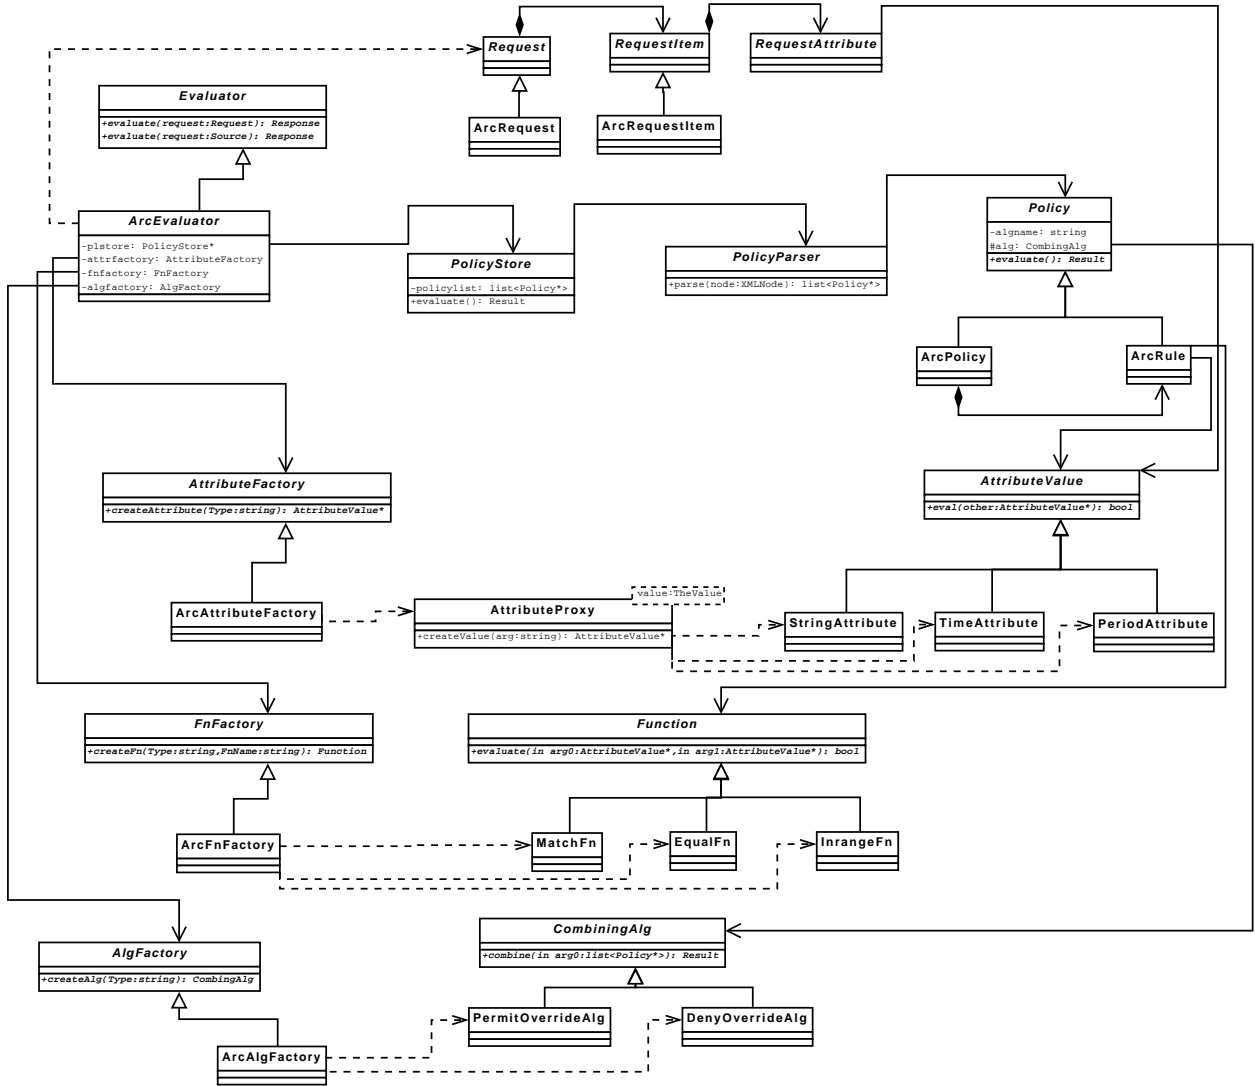 Request
RequestItem
RequestAttribute
Evaluator
+evaluate(request:Request): Response
+evaluate(request:Source): Response
ArcRequest
ArcRequestItem
ArcEvaluator
-plstore: PolicyStore*
-attrfactory: AttributeFactory
-fnfactory: FnFactory
-algfactory: AlgFactory
PolicyStore
-policylist: list<Policy*>
+evaluate(): Result
PolicyParser
+parse(node:XMLNode): list<Policy*>
Policy
-algname: string
#alg: CombingAlg
+evaluate(): Result
ArcPolicy
ArcRule
AttributeFactory
+createAttribute(Type:string): AttributeValue*
AttributeValue
+eval(other:AttributeValue*): bool
ArcAttributeFactory
value:TheValue
AttributeProxy
+createValue(arg:string): AttributeValue*
StringAttribute
TimeAttribute
PeriodAttribute
FnFactory
+createFn(Type:string,FnName:string): Function
Function
+evaluate(in arg0:AttributeValue*,in arg1:AttributeValue*): bool
ArcFnFactory
MatchFn
EqualFn
InrangeFn
AlgFactory
+createAlg(Type:string): CombingAlg
CombiningAlg
+combine(in arg0:list<Policy*>): Result
PermitOverrideAlg
DenyOverrideAlg
ArcAlgFactory